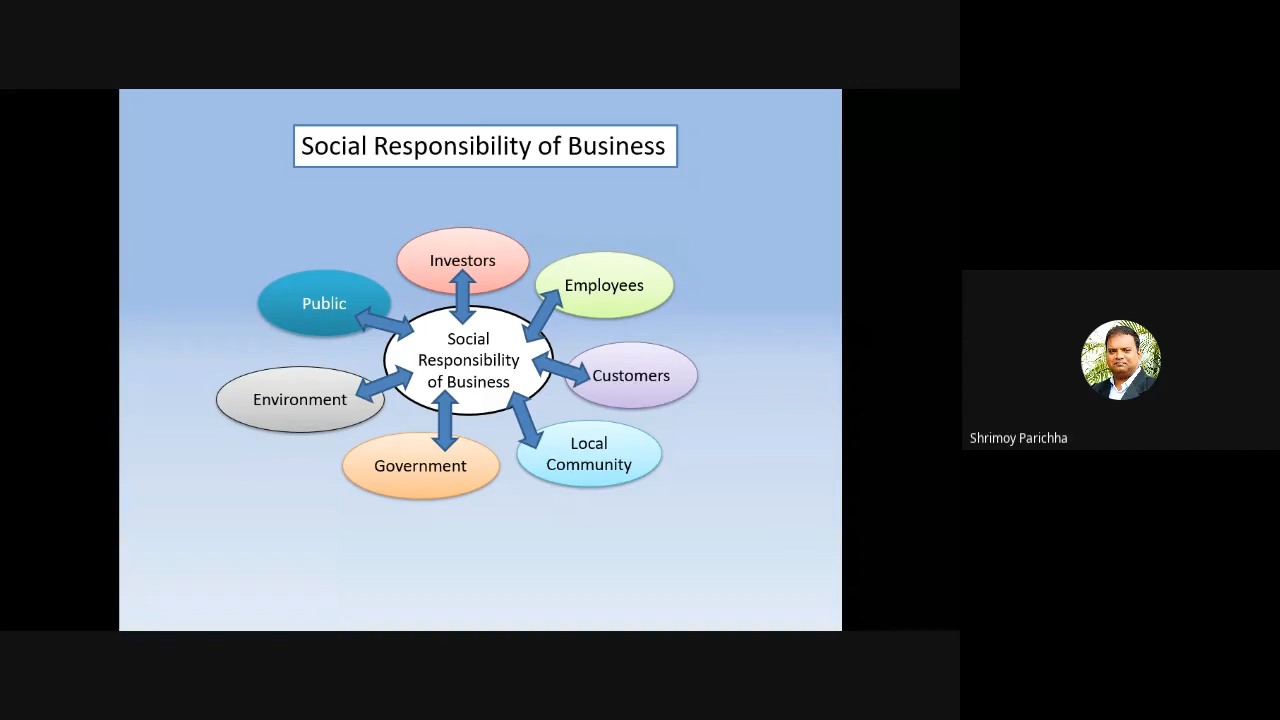 Social Responsibility of Business
Investors
Employees
Public
Social
Responsibility
of Business
Customers
Environment
Local
Community
Government
Shrimoy Parichha